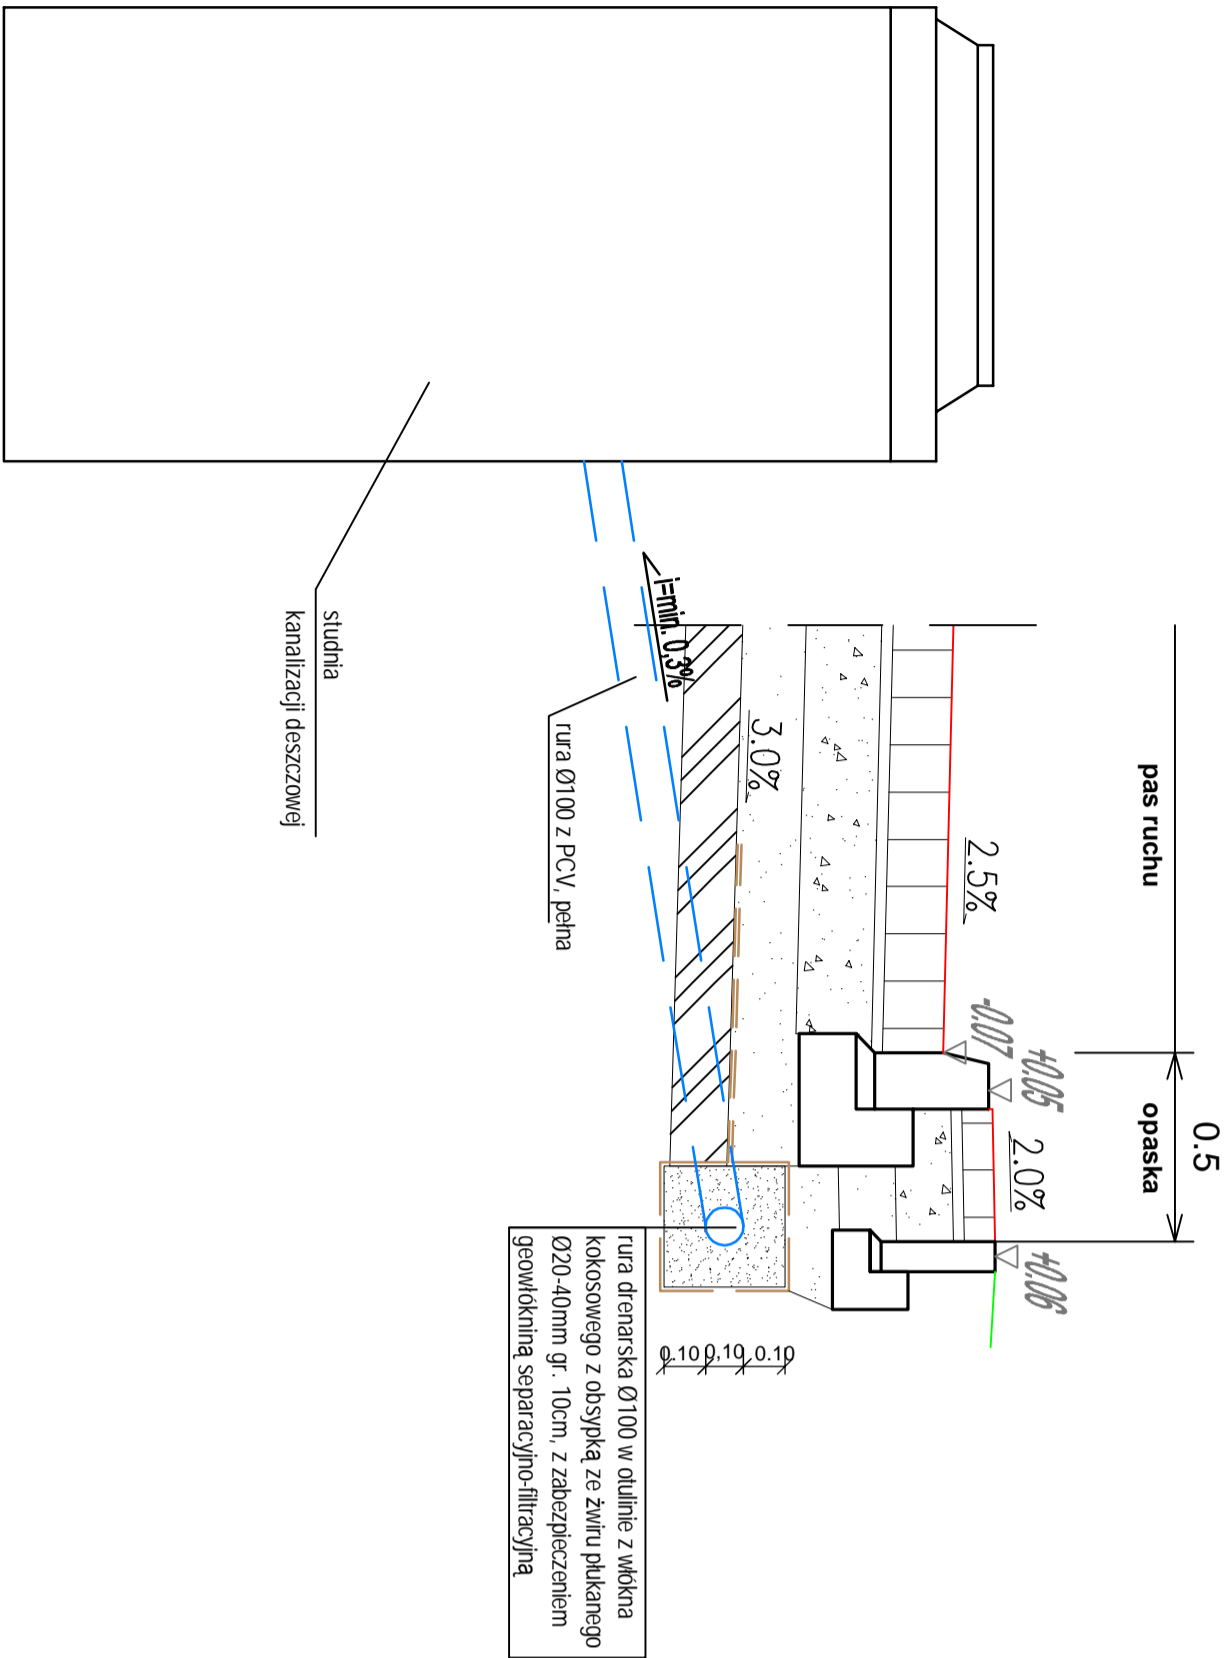 0.5
pas ruchu
opaska
2.5%
-0.07
+0.05
2.0%
+0.06
3.0%
i=min. 0,3%
rura Ø100 z PCV, pełna
studnia
kanalizacji deszczowej
0.10
0,10
0.10
rura drenarska Ø100 w otulinie z włókna
kokosowego z obsypką ze żwiru płukanego
Ø20-40mm gr. 10cm, z zabezpieczeniem
geowłókniną separacyjno-filtracyjną